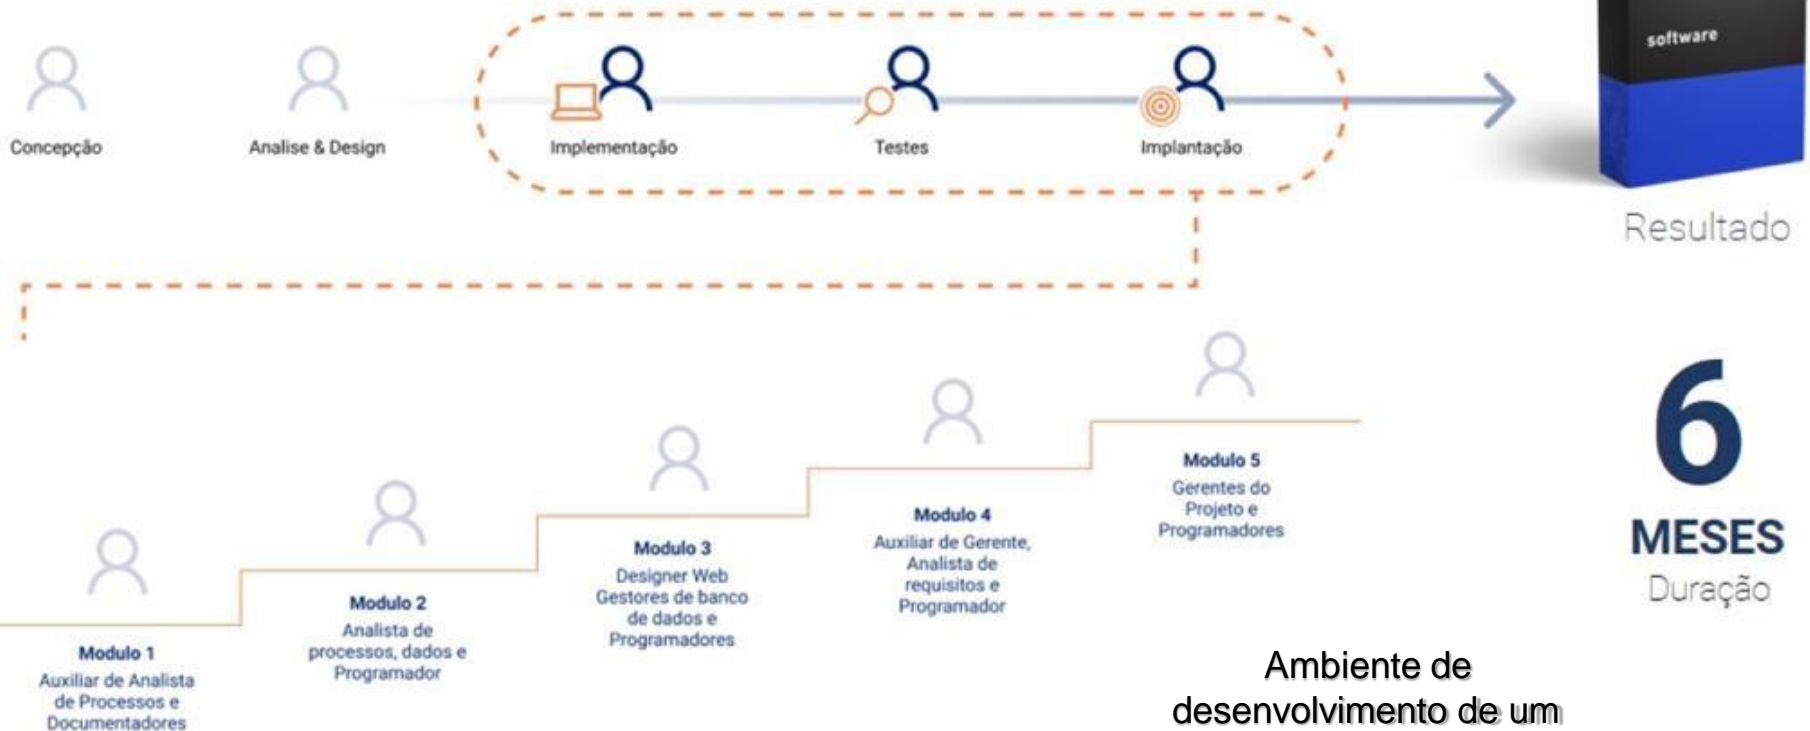 software
Concepção
Analise & Design
Implementação
Testes
Implantação
Resultado
Modulo 1
Auxiliar de Analista
de Processos e
Documentadores
Modulo 2
Analista de
processos, dados e
Programador
Modulo 3
Designer Web
Gestores de banco
de dados e
Programadores
Modulo 4
Auxiliar de Gerente,
Analista de
requisitos e
Programador
Modulo 5
Gerentes do
Projeto e
Programadores
6
MESES
Duração
Ambiente de
desenvolvimento de um